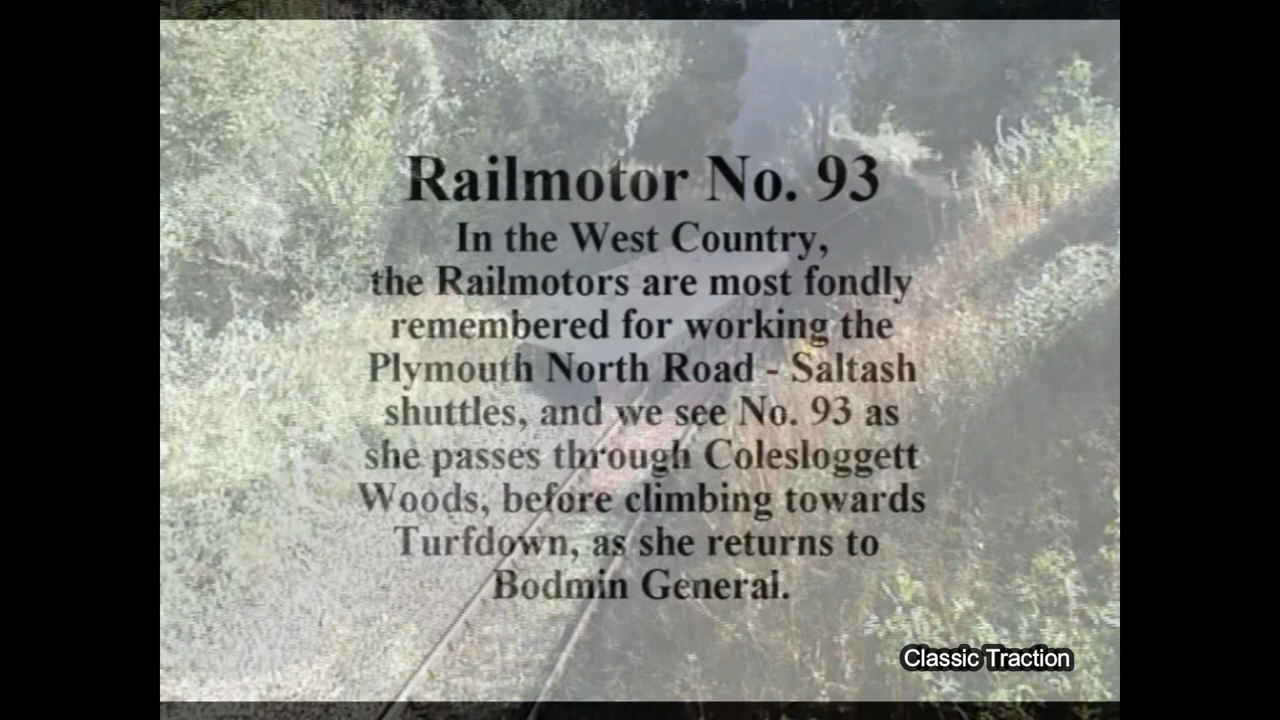 Railmotor No. 93
In the West Country,
the Railmotors are most fondly
remembered for working the
Plymouth North Road - Saltash
shuttles, and we see No. 93 as
she passes through Colesloggett
Woods, before climbing towards
Turfdown, as she returns to
Bodmin General.
Classic Traction